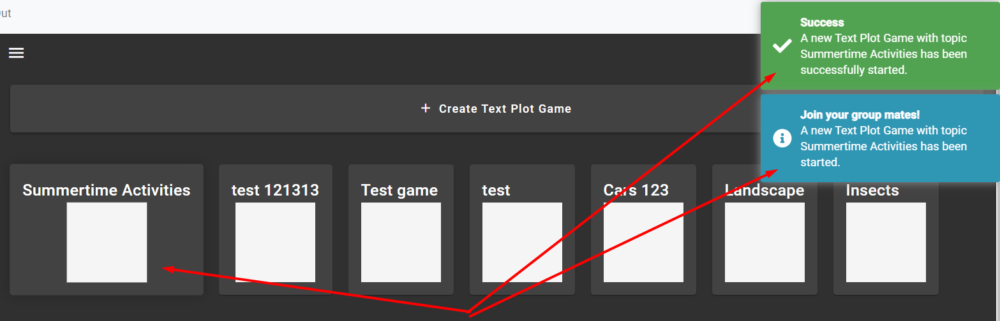 Success
A new Text Plot Game with topic
Summertime Activities has been
successfully started.
Join your group mates!
A new Text Plot Game with topic
Summertime Activities has been
started.
+ Create Text Plot Game
Summertime Activities
test 121313
Test game
test
Cars 123
Landscape
Insects